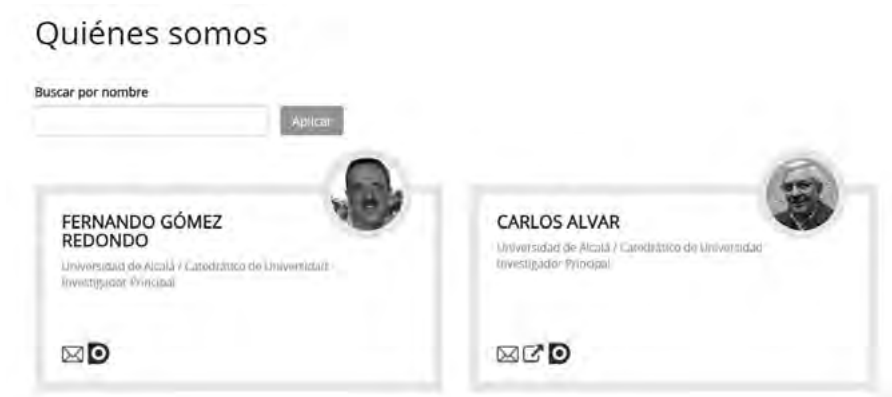 Quiénes somos
Buscar por nombre
Aplicar
FERNANDO GÓMEZ
REDONDO
Universidad de Alcalá / Catedrático de Universidad
Investigador Principal
CARLOS ALVAR
Universidad de Alcalá / Catedrático de Universidad
Investigador Principal